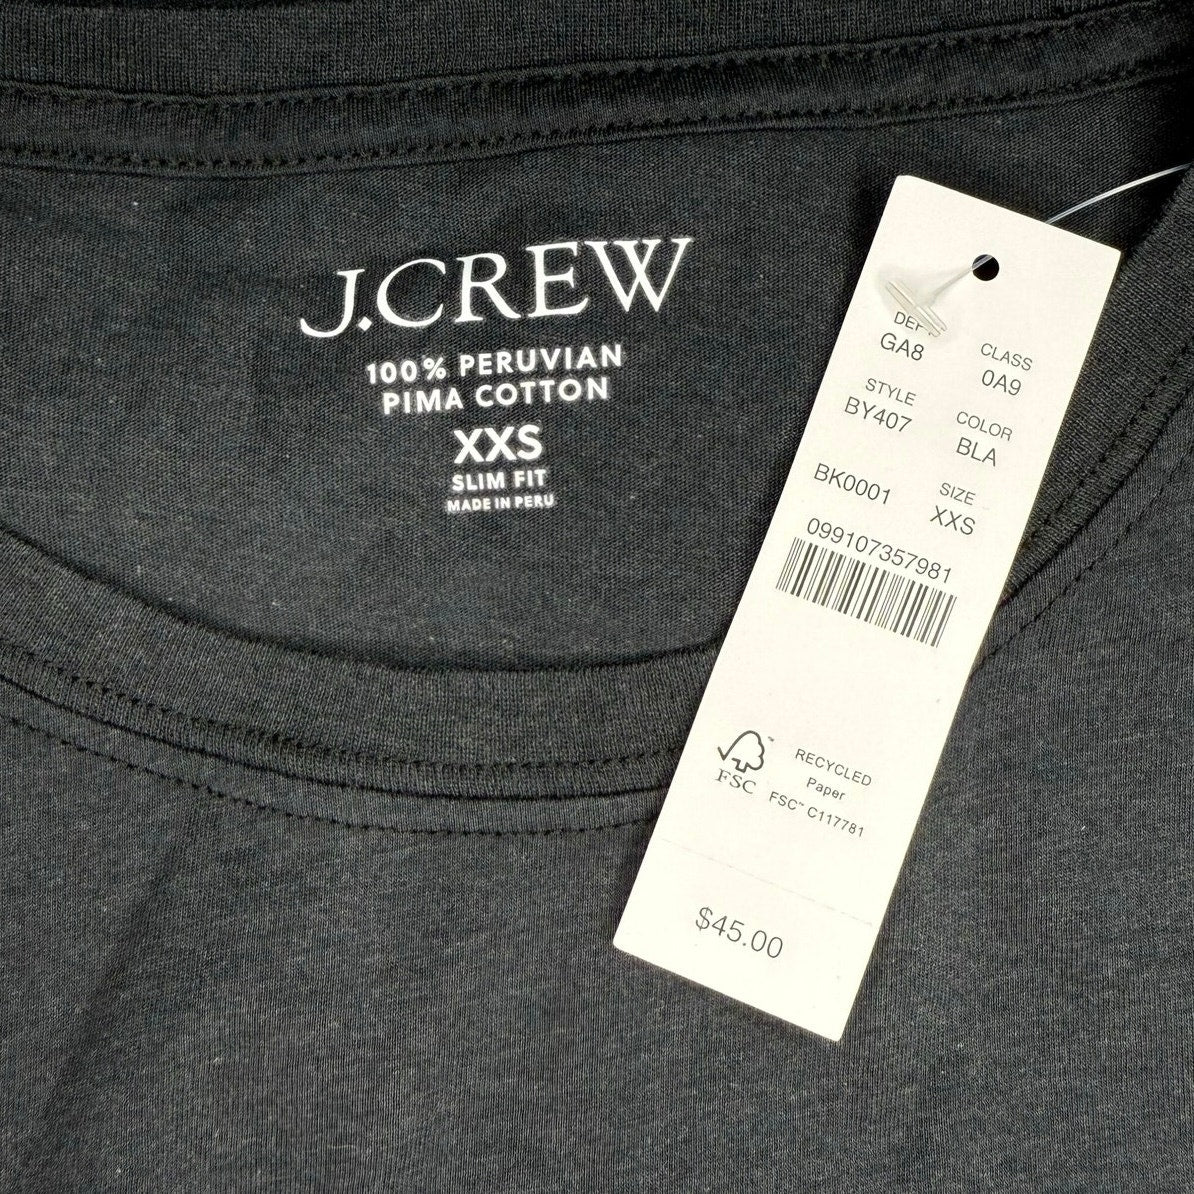 J.CREW
100% PERUVIAN
PIMA COTTON
XXS
SLIM FIT
MADE IN PERU
CLASS
GA8 0A9
STYLE COLOR
BY407 BLA
SIZE
BK0001 XXS
099107357981
FSC
RECYCLED
Paper
FSC™ C117781
$45.00